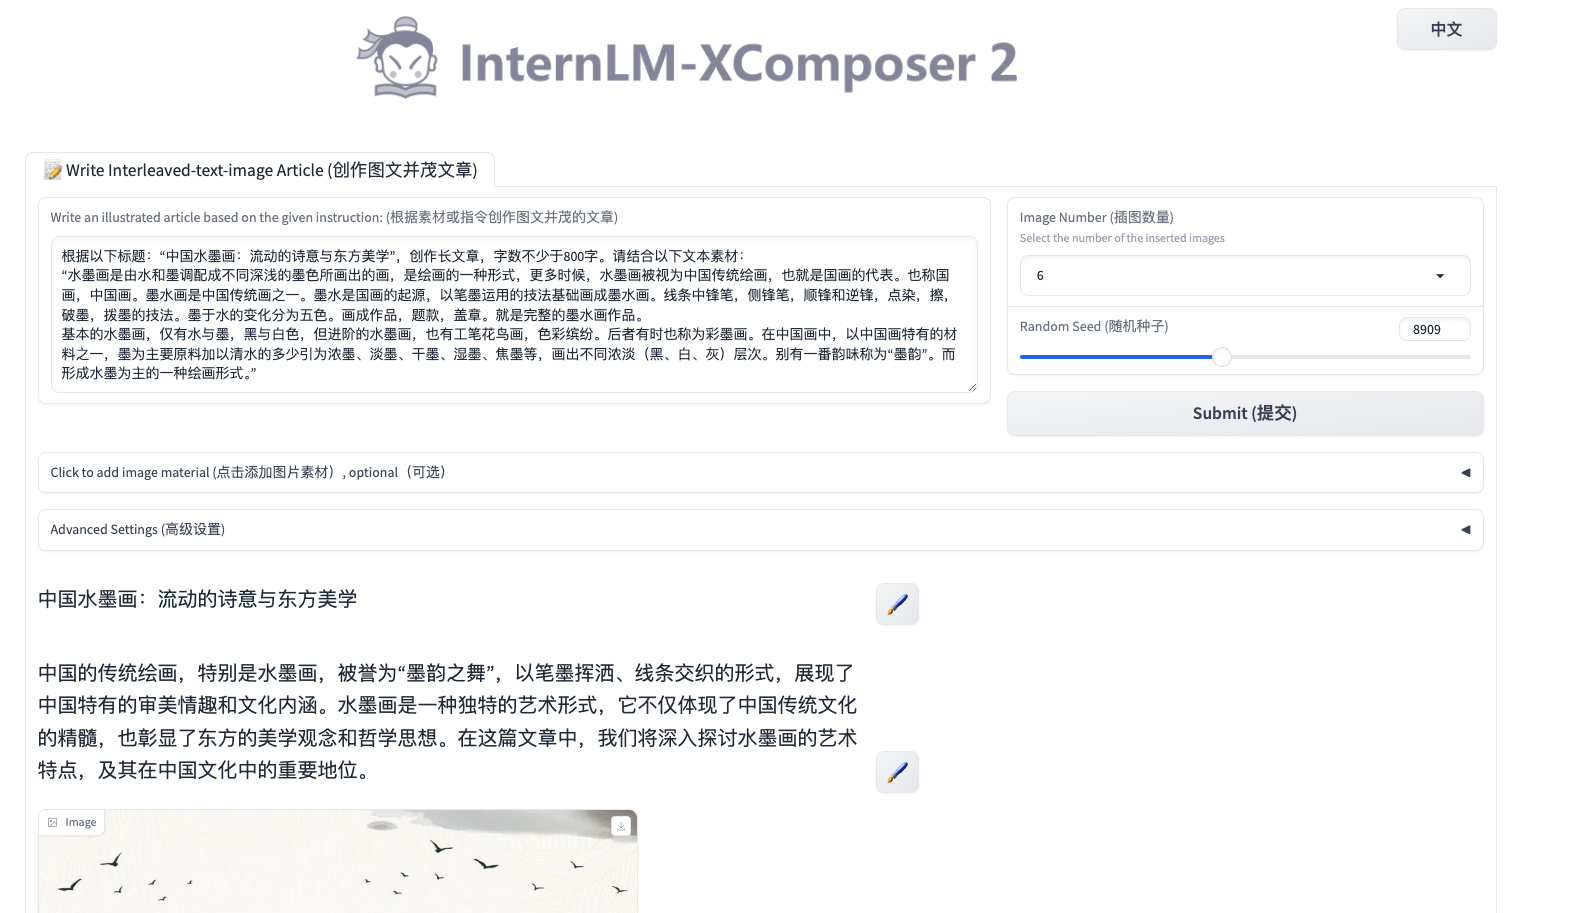 InternLM-XComposer 2
中文
Write Interleaved-text-image Article (创作图文并茂文章)
Write an illustrated article based on the given instruction: (根据素材或指令创作图文并茂的文章)
根据以下标题：“中国水墨画：流动的诗意与东方美学”，创作长文章，字数不少于800字。请结合以下文本素材：
“水墨画是由水和墨调配成不同深浅的墨色所画出的画，是绘画的一种形式，更多时候，水墨画被视为中国传统绘画，也就是国画的代表。也称国
画，中国画。墨水画是中国传统画之一。墨水是国画的起源，以笔墨运用的技法基础画成墨水画。线条中锋笔，侧锋笔，顺锋和逆锋，点染，擦，
破墨，拨墨的技法。墨于水的变化分为五色。画成作品，题款，盖章。就是完整的墨水画作品。
基本的水墨画，仅有水与墨，黑与白色，但进阶的水墨画，也有工笔花鸟画，色彩缤纷。后者有时也称为彩墨画。在中国画中，以中国画特有的材
料之一，墨为主要原料加以清水的多少引为浓墨、淡墨、干墨、湿墨、焦墨等，画出不同浓淡（黑、白、灰）层次。别有一番韵味称为“墨韵”。而
形成水墨为主的一种绘画形式。”
Image Number (插图数量)
Select the number of the inserted images
6
Random Seed (随机种子)
8909
Submit (提交)
Click to add image material (点击添加图片素材）, optional（可选）
Advanced Settings (高级设置)
中国水墨画：流动的诗意与东方美学
中国的传统绘画，特别是水墨画，被誉为“墨韵之舞”，以笔墨挥洒、线条交织的形式，展现了
中国特有的审美情趣和文化内涵。水墨画是一种独特的艺术形式，它不仅体现了中国传统文化
的精髓，也彰显了东方的美学观念和哲学思想。在这篇文章中，我们将深入探讨水墨画的艺术
特点，及其在中国文化中的重要地位。
Image